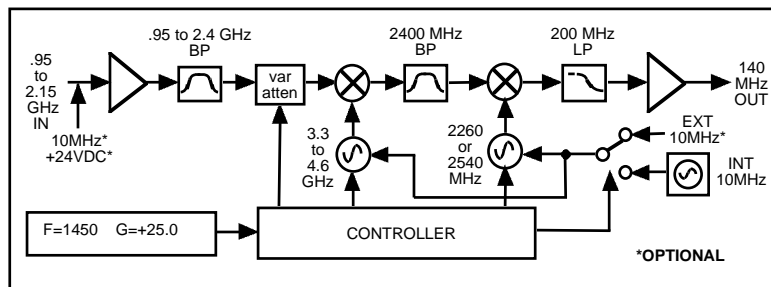 .95 to 2.4 GHz
BP
2400 MHz
BP
200 MHz
LP
.95
to
2.15
GHz
IN
var
atten
140
MHz
OUT
10MHz*
+24VDC*
3.3
to
4.6
GHz
2260
or
2540
MHz
EXT
10MHz*
INT
10MHz
F=1450 G=+25.0
CONTROLLER
*OPTIONAL